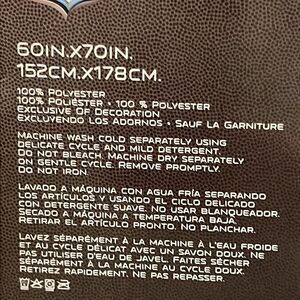 60IN.X70IN.
152CM.X178CM.
100% POLYESTER
100% POLIÉSTER • 100 % POLYESTER
EXCLUSIVE OF DECORATION
EXCLUYENDO LOS ADORNOS • SAUF LA GARNITURE
MACHINE WASH COLD SEPARATELY USING
DELICATE CYCLE AND MILD DETERGENT.
DO NOT BLEACH. MACHINE DRY SEPARATELY
ON GENTLE CYCLE. REMOVE PROMPTLY.
DO NOT IRON.
LAVADO A MÁQUINA CON AGUA FRÍA SEPARANDO
LOS ARTÍCULOS Y USANDO EL CICLO DELICADO
CON DETERGENTE SUAVE. NO USAR BLANQUEADOR.
SECADO A MÁQUINA A TEMPERATURA BAJA.
RETIRAR EL ARTÍCULO PRONTO. NO PLANCHAR.
LAVEZ SÉPARÉMENT À LA MACHINE À L'EAU FROIDE
ET AU CYCLE DÉLICAT AVEC UN SAVON DOUX. NE
PAS UTILISER D'EAU DE JAVEL. FAITES SÉCHER
SÉPARÉMENT À LA MACHINE AU CYCLE DOUX.
RETIREZ RAPIDEMENT. NE PAS REPASSER.